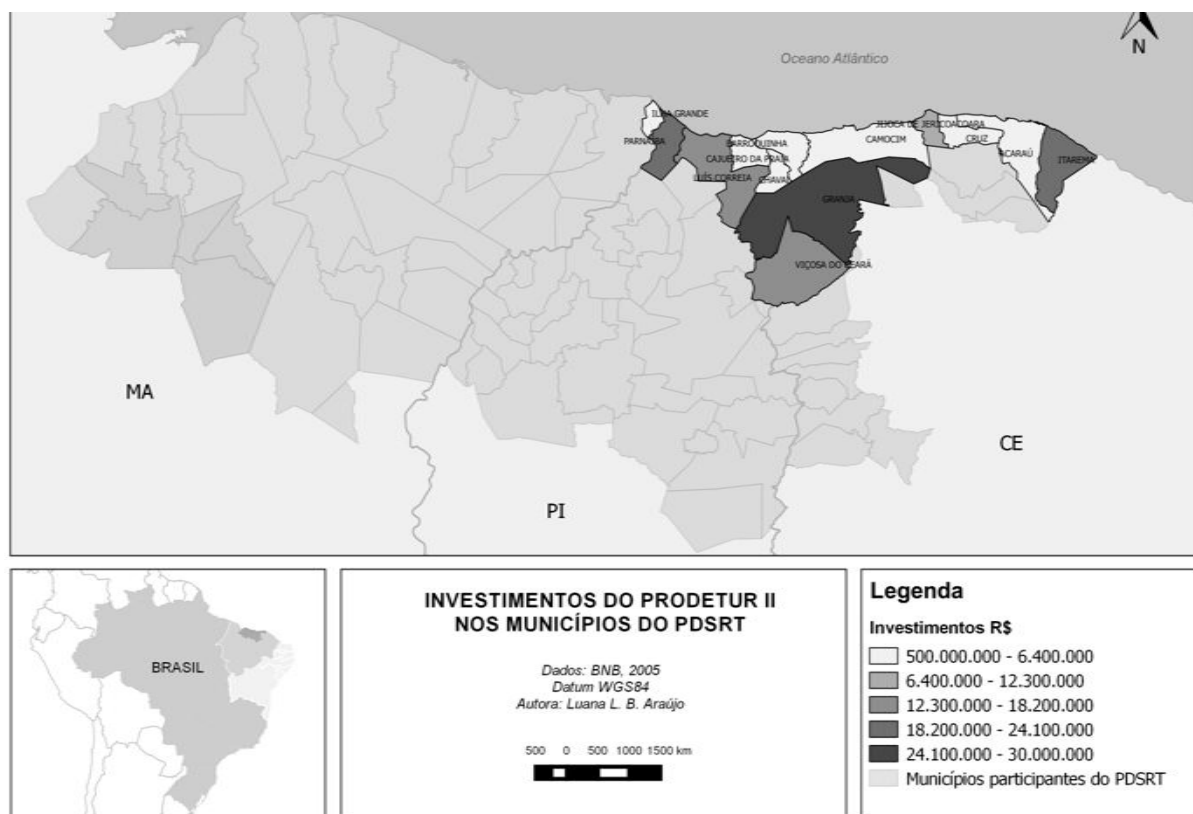 N
Oceano Atlântico
ILHA GRANDE
PARNAÍBA
BARROQUINHA
CAJUEIRO DA PRAIA
LUÍS CORREIA
CHAVAL
CAMOCIM
JIJOCA DE JERICOACOARA
CRUZ
ACARAÚ
ITAREMA
GRANJA
VIÇOSA DO CEARÁ
MA
PI
CE
BRASIL
INVESTIMENTOS DO PRODETUR II
NOS MUNICÍPIOS DO PDSRT
Dados: BNB, 2005
Datum WGS84
Autora: Luana L. B. Araújo
500 0 500 1000 1500 km
Legenda
Investimentos R$
500.000.000 - 6.400.000
6.400.000 - 12.300.000
12.300.000 - 18.200.000
18.200.000 - 24.100.000
24.100.000 - 30.000.000
Municípios participantes do PDSRT